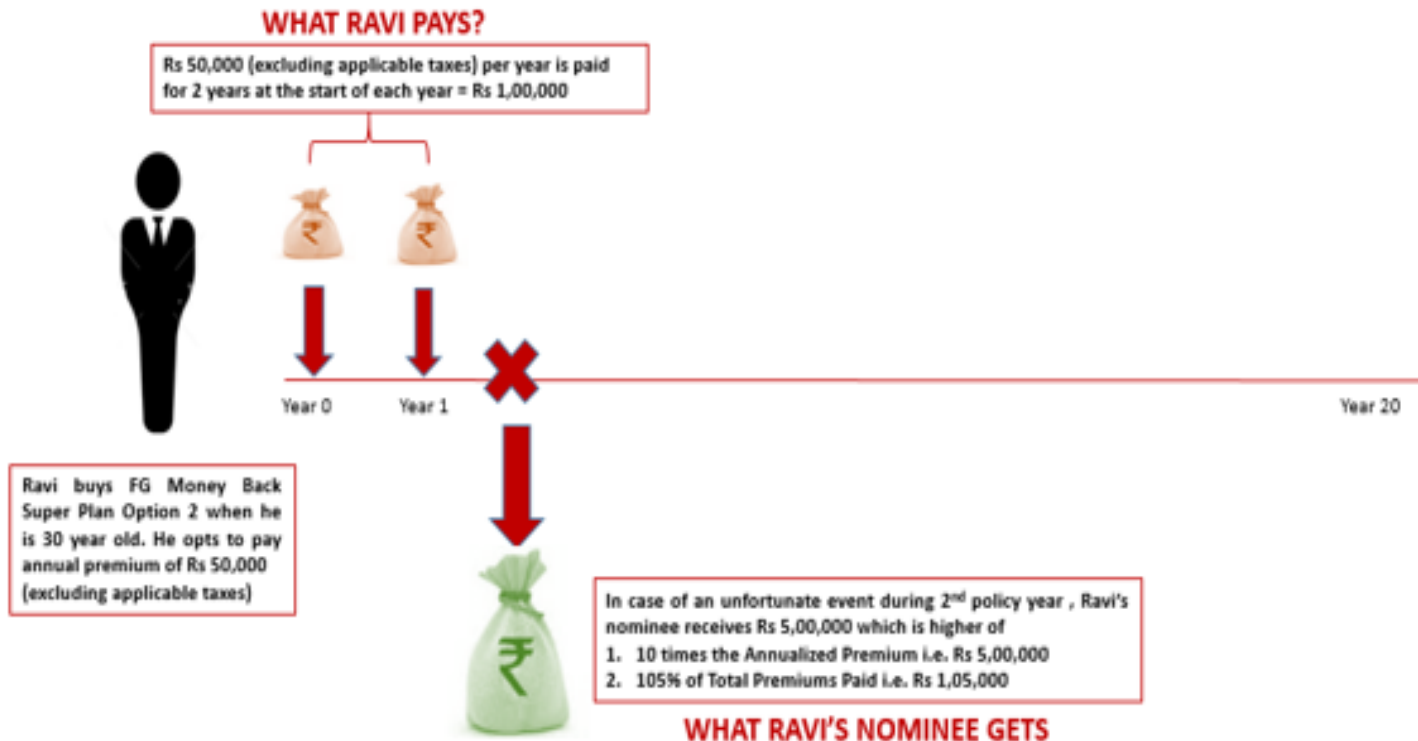 WHAT RAVI PAYS?
Rs 50,000 (excluding applicable taxes) per year is paid
for 2 years at the start of each year = Rs 1,00,000
₹ ₹
Year 0 Year 1 Year 20
Ravi buys FG Money Back
Super Plan Option 2 when he
is 30 year old. He opts to pay
annual premium of Rs 50,000
(excluding applicable taxes)
₹
In case of an unfortunate event during 2nd policy year , Ravi's
nominee receives Rs 5,00,000 which is higher of
1. 10 times the Annualized Premium i.e. Rs 5,00,000
2. 105% of Total Premiums Paid i.e. Rs 1,05,000
WHAT RAVI'S NOMINEE GETS